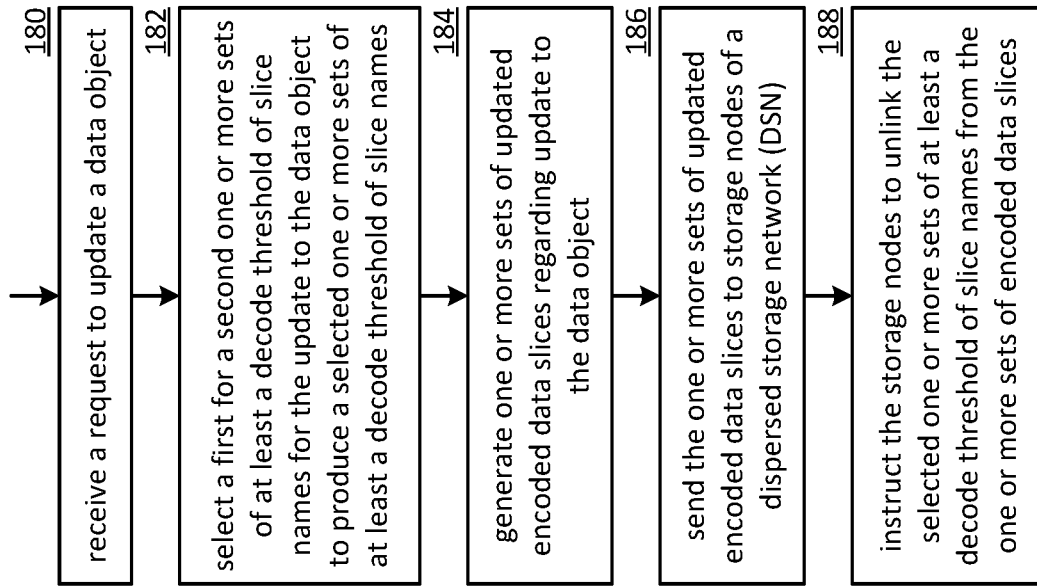 180
receive a request to update a data object
182
select a first for a second one or more sets
of at least a decode threshold of slice
names for the update to the data object
to produce a selected one or more sets of
at least a decode threshold of slice names
184
generate one or more sets of updated
encoded data slices regarding update to
the data object
186
send the one or more sets of updated
encoded data slices to storage nodes of a
dispersed storage network (DSN)
188
instruct the storage nodes to unlink the
selected one or more sets of at least a
decode threshold of slice names from the
one or more sets of encoded data slices